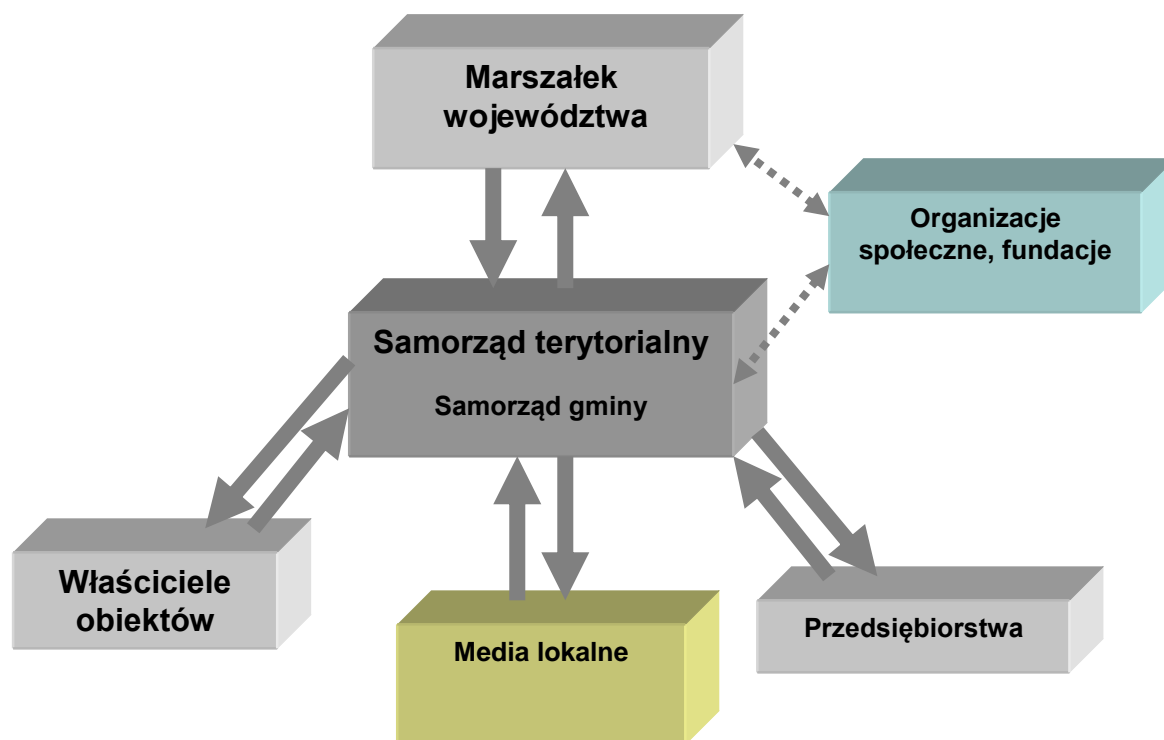 Marszałek
województwa
Organizacje
społeczne, fundacje
Samorząd terytorialny
Samorząd gminy
Właściciele
obiektów
Media lokalne
Przedsiębiorstwa